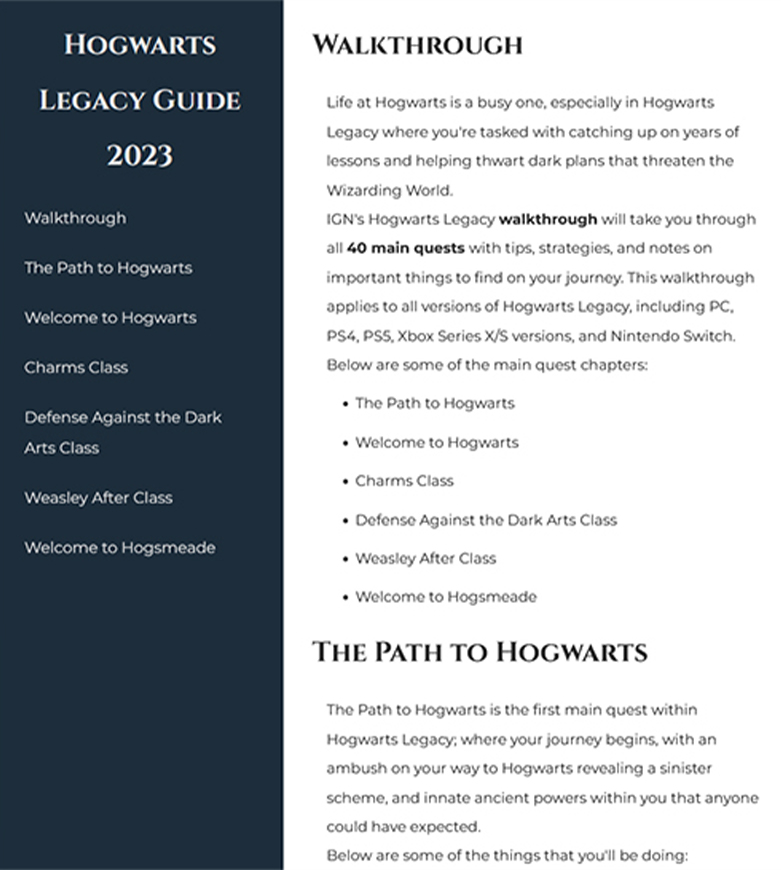 Hogwarts
Legacy Guide
2023
Walkthrough
The Path to Hogwarts
Welcome to Hogwarts
Charms Class
Defense Against the Dark
Arts Class
Weasley After Class
Welcome to Hogsmeade
Walkthrough
Life at Hogwarts is a busy one, especially in Hogwarts
Legacy where you're tasked with catching up on years of
lessons and helping thwart dark plans that threaten the
Wizarding World.
IGN's Hogwarts Legacy walkthrough will take you through
all 40 main quests with tips, strategies, and notes on
important things to find on your journey. This walkthrough
applies to all versions of Hogwarts Legacy, including PC,
PS4, PS5, Xbox Series X/S versions, and Nintendo Switch.
Below are some of the main quest chapters:
• The Path to Hogwarts
• Welcome to Hogwarts
• Charms Class
• Defense Against the Dark Arts Class
• Weasley After Class
• Welcome to Hogsmeade
The Path to Hogwarts
The Path to Hogwarts is the first main quest within
Hogwarts Legacy; where your journey begins, with an
ambush on your way to Hogwarts revealing a sinister
scheme, and innate ancient powers within you that anyone
could have expected.
Below are some of the things that you'll be doing: